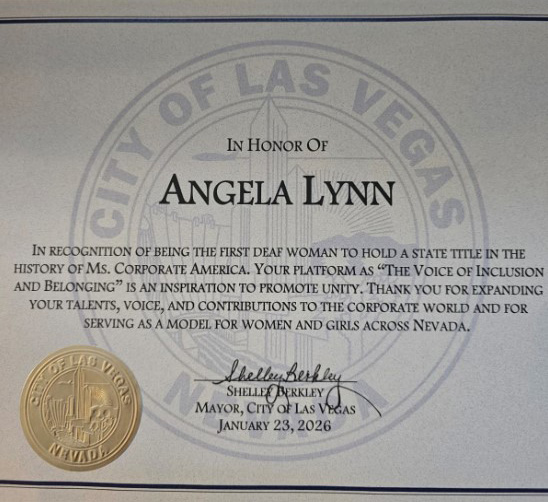 CITY OF LAS VEGAS
IN HONOR OF
ANGELA LYNN
IN RECOGNITION OF BEING THE FIRST DEAF WOMAN TO HOLD A STATE TITLE IN THE
HISTORY OF MS. CORPORATE AMERICA. YOUR PLATFORM AS “THE VOICE OF INCLUSION
AND BELONGING” IS AN INSPIRATION TO PROMOTE UNITY. THANK YOU FOR EXPANDING
YOUR TALENTS, VOICE, AND CONTRIBUTIONS TO THE CORPORATE WORLD AND FOR
SERVING AS A MODEL FOR WOMEN AND GIRLS ACROSS NEVADA.
Shelley Berkley
SHELLEY BERKLEY
MAYOR, CITY OF LAS VEGAS
JANUARY 23, 2026
NEVADA
CITY OF LAS VEGAS
NEVADA